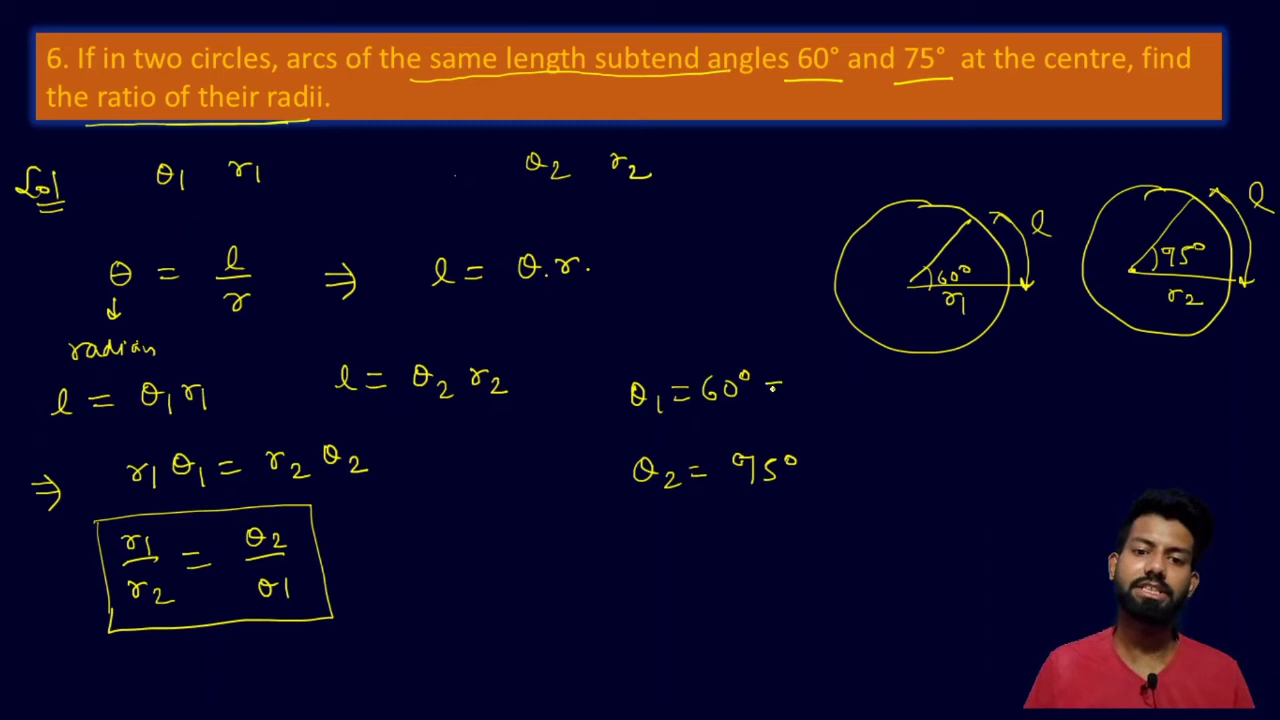 6. If in two circles, arcs of the same length subtend angles 60° and 75° at the centre, find
the ratio of their radii.
Sol θ1 r1 θ2 r2
θ = l/r ⇒ l = θ.r.
radian
l = θ1 r1 l = θ2 r2 θ1 = 60° =
⇒ r1 θ1 = r2 θ2 θ2 = 75°
r1/r2 = θ2/θ1
60° r1 l
75° r2 l